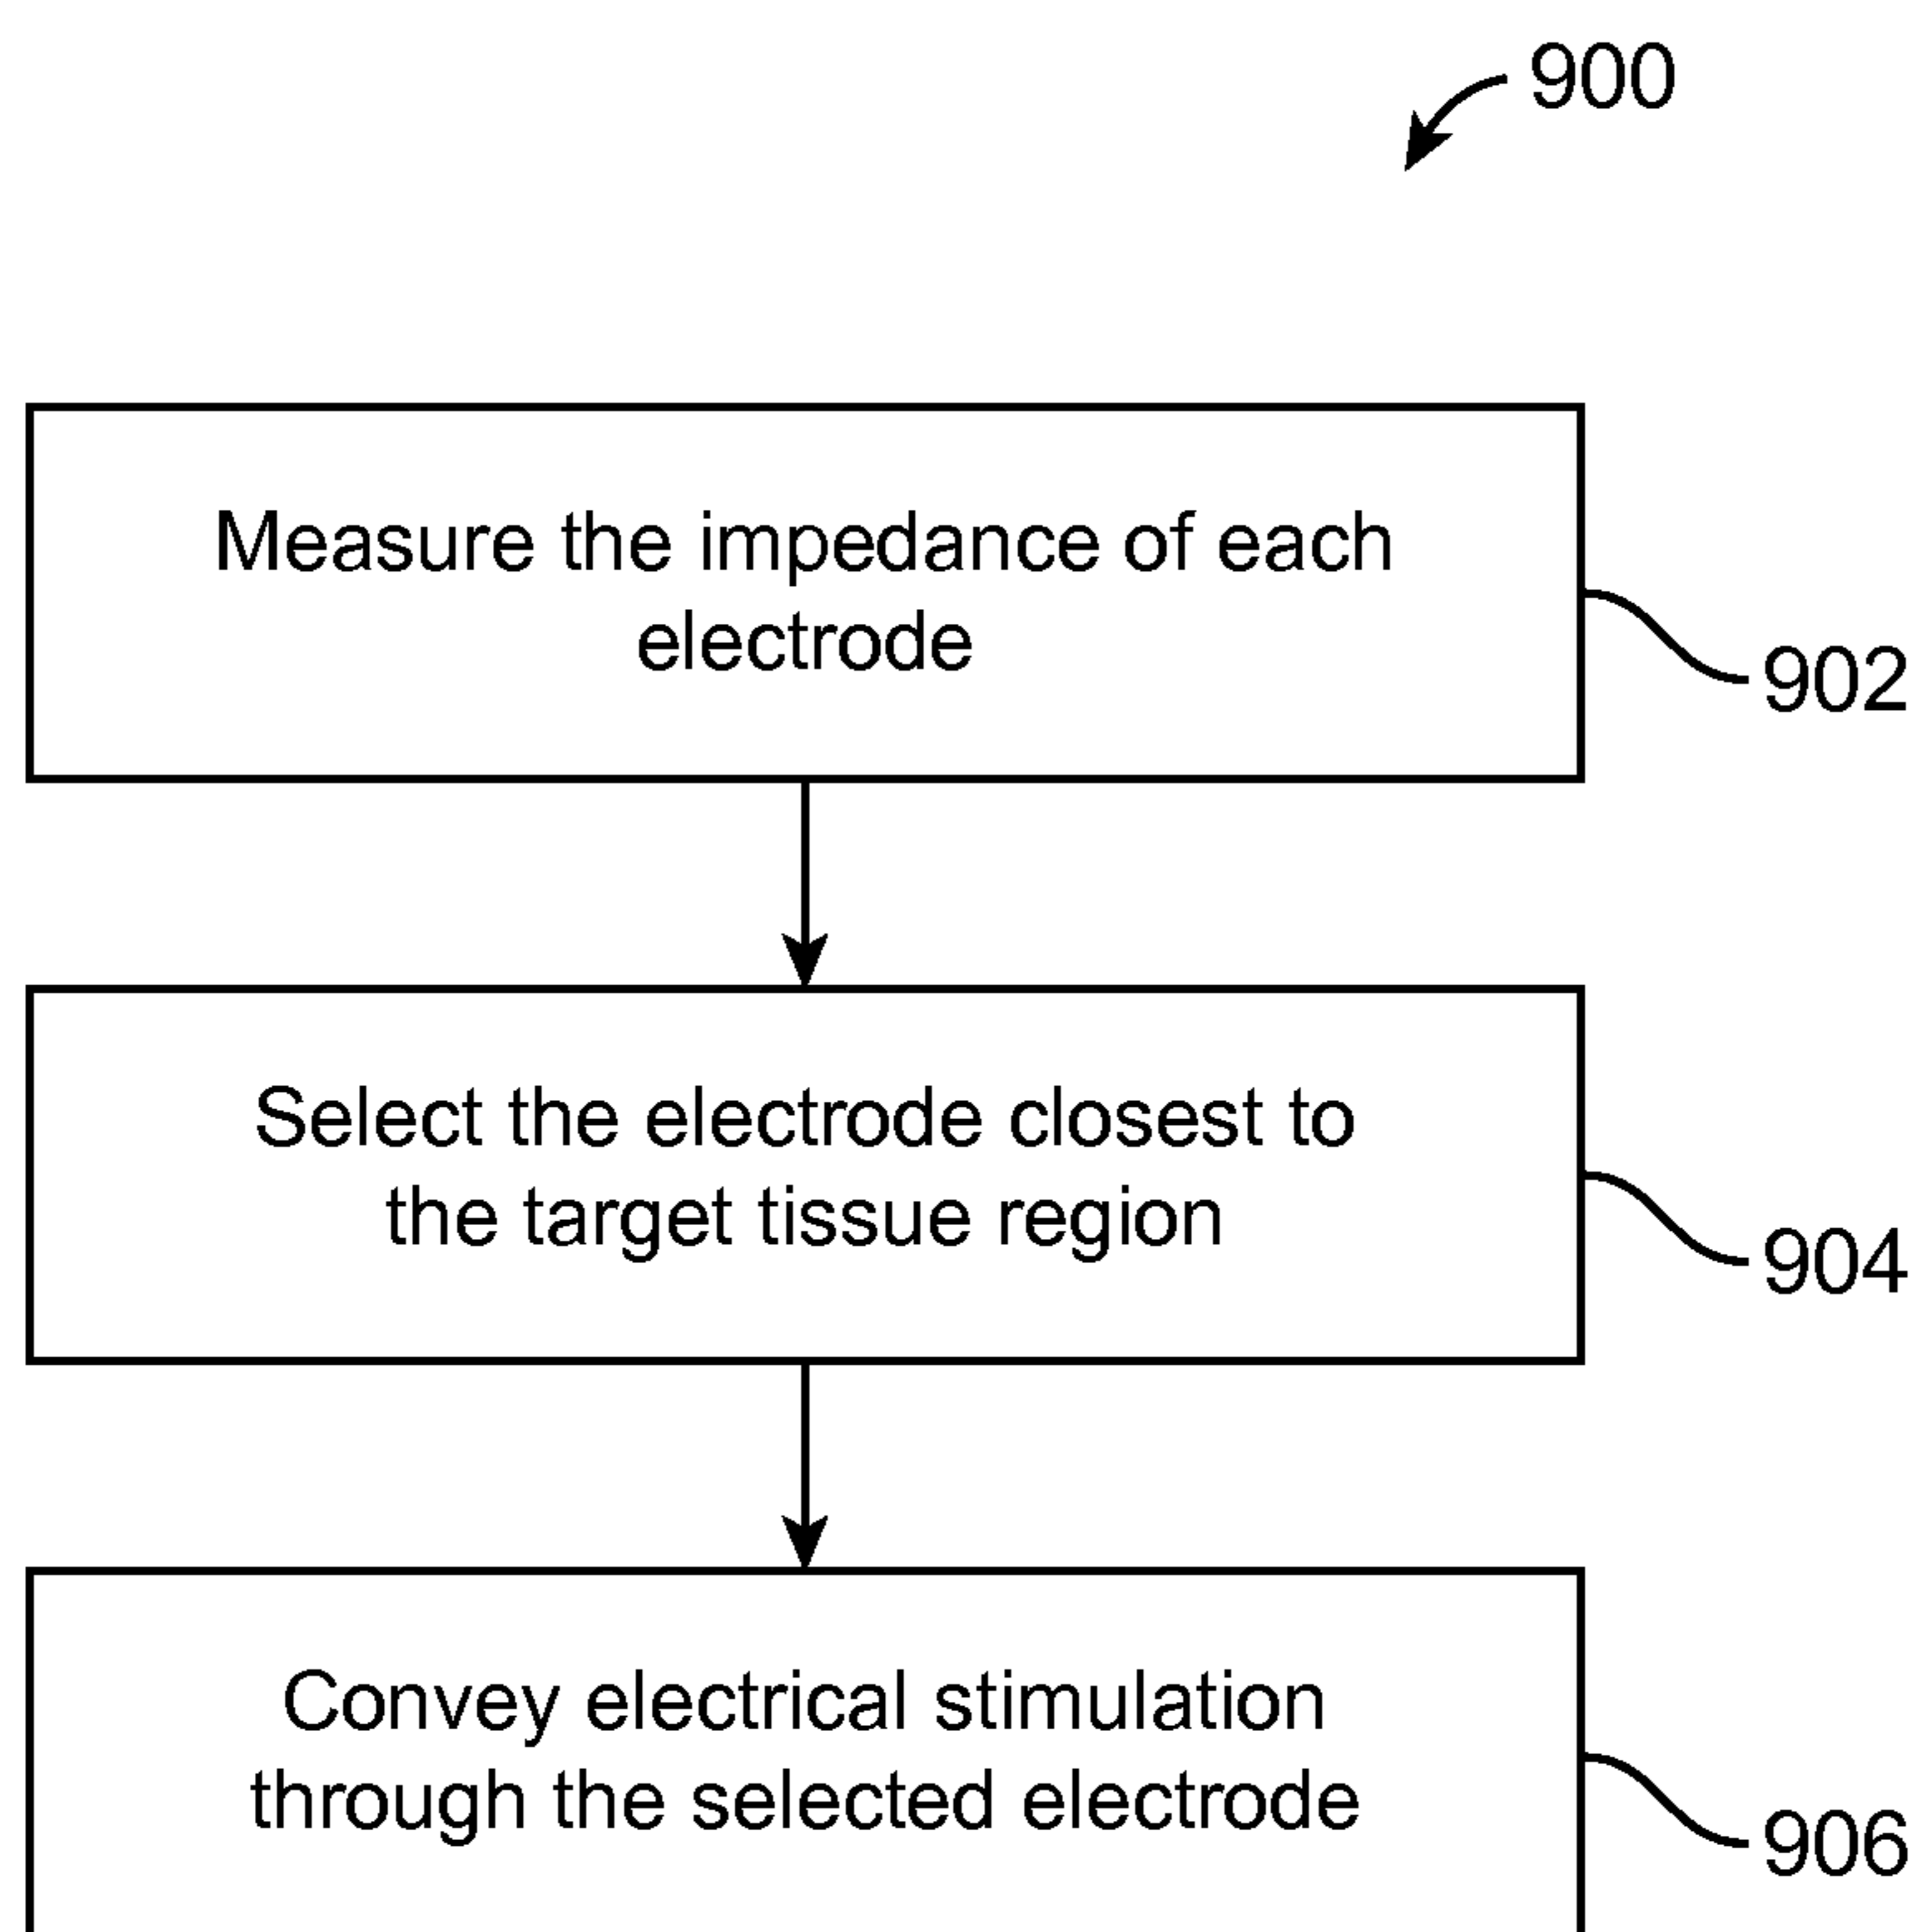 900
Measure the impedance of each
electrode
902
Select the electrode closest to
the target tissue region
904
Convey electrical stimulation
through the selected electrode
906